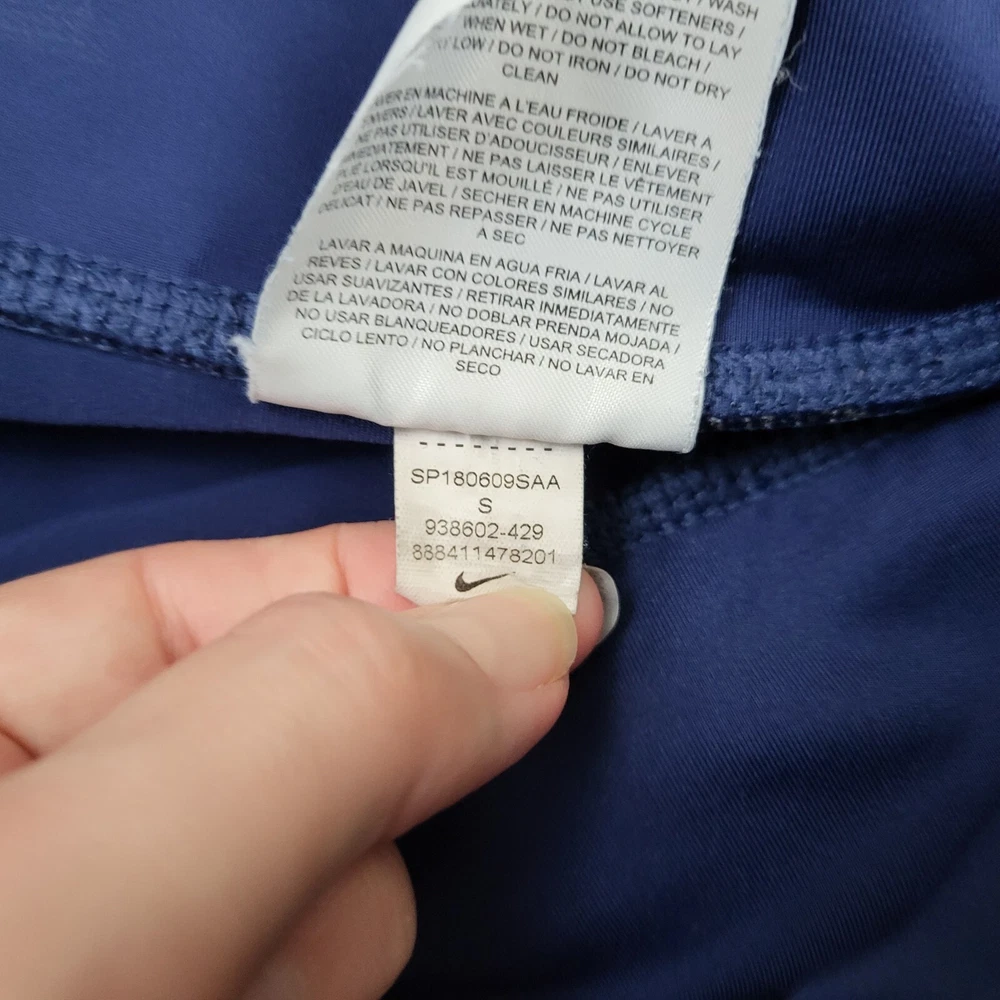 / WASH
USE SOFTENERS /
/ DO NOT ALLOW TO LAY
WHEN WET / DO NOT BLEACH /
LOW / DO NOT IRON / DO NOT DRY
CLEAN
EN MACHINE A L'EAU FROIDE / LAVER A
/ LAVER AVEC COULEURS SIMILAIRES /
NE PAS UTILISER D'ADOUCISSEUR / ENLEVER
/ NE PAS LAISSER LE VÊTEMENT
LORSQU'IL EST MOUILLÉ / NE PAS UTILISER
D'EAU DE JAVEL / SECHER EN MACHINE CYCLE
DELICAT / NE PAS REPASSER / NE PAS NETTOYER
A SEC
LAVAR A MAQUINA EN AGUA FRIA / LAVAR AL
REVES / LAVAR CON COLORES SIMILARES / NO
USAR SUAVIZANTES / RETIRAR INMEDIATAMENTE
DE LA LAVADORA / NO DOBLAR PRENDA MOJADA /
NO USAR BLANQUEADORES / USAR SECADORA
CICLO LENTO / NO PLANCHAR / NO LAVAR EN
SECO
SP180609SAA
S
938602-429
888411478201